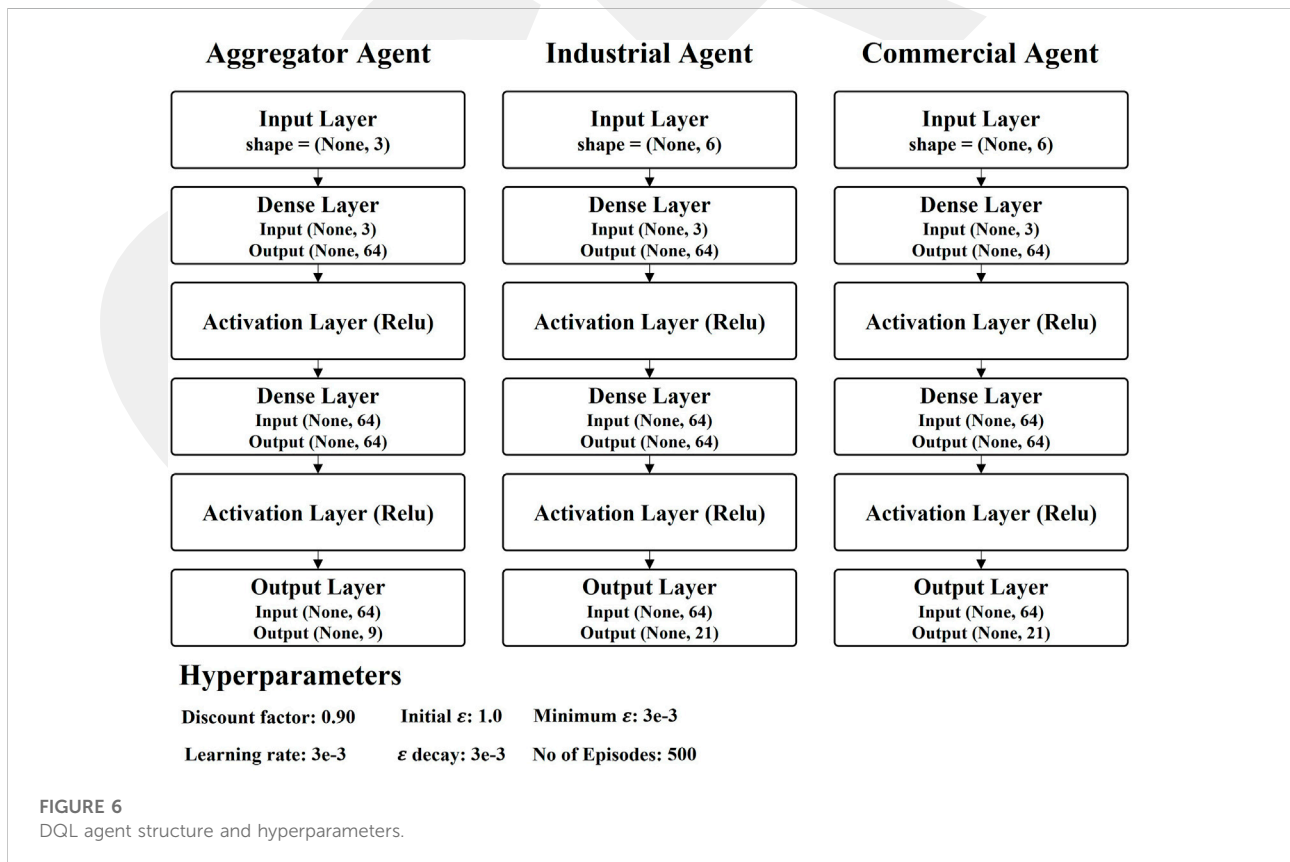 Aggregator Agent
Input Layer
shape = (None, 3)
Dense Layer
Input (None, 3)
Output (None, 64)
Activation Layer (Relu)
Dense Layer
Input (None, 64)
Output (None, 64)
Activation Layer (Relu)
Output Layer
Input (None, 64)
Output (None, 9)
Industrial Agent
Input Layer
shape = (None, 6)
Dense Layer
Input (None, 3)
Output (None, 64)
Activation Layer (Relu)
Dense Layer
Input (None, 64)
Output (None, 64)
Activation Layer (Relu)
Output Layer
Input (None, 64)
Output (None, 21)
Commercial Agent
Input Layer
shape = (None, 6)
Dense Layer
Input (None, 3)
Output (None, 64)
Activation Layer (Relu)
Dense Layer
Input (None, 64)
Output (None, 64)
Activation Layer (Relu)
Output Layer
Input (None, 64)
Output (None, 21)
Hyperparameters
Discount factor: 0.90 Initial ε: 1.0 Minimum ε: 3e-3
Learning rate: 3e-3 ε decay: 3e-3 No of Episodes: 500
FIGURE 6
DQL agent structure and hyperparameters.